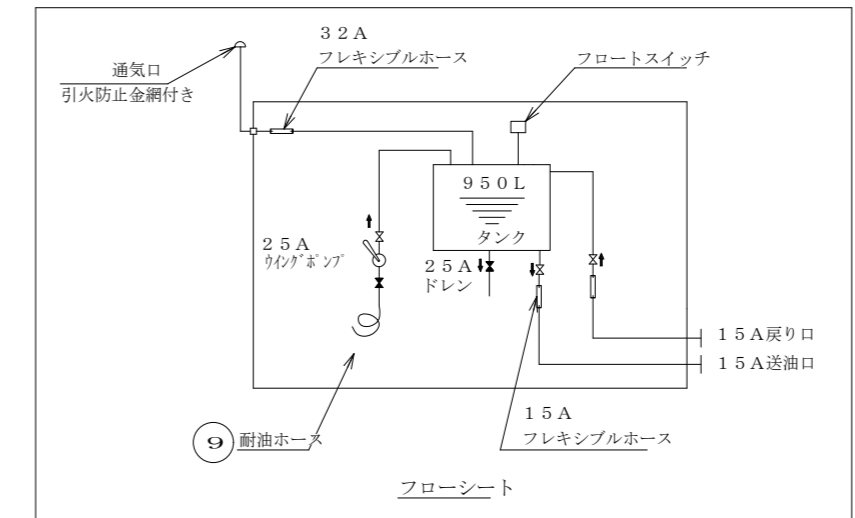 ３２Ａ
フレキシブルホース
フロートスイッチ
通気口
引火防止金網付き
９５０Ｌ
タンク
２５Ａ
ｳｲﾝｸﾞﾎﾟﾝﾌﾟ
２５Ａ
ドレン
１５Ａ戻り口
１５Ａ送油口
１５Ａ
フレキシブルホース
９ 耐油ホース
フローシート